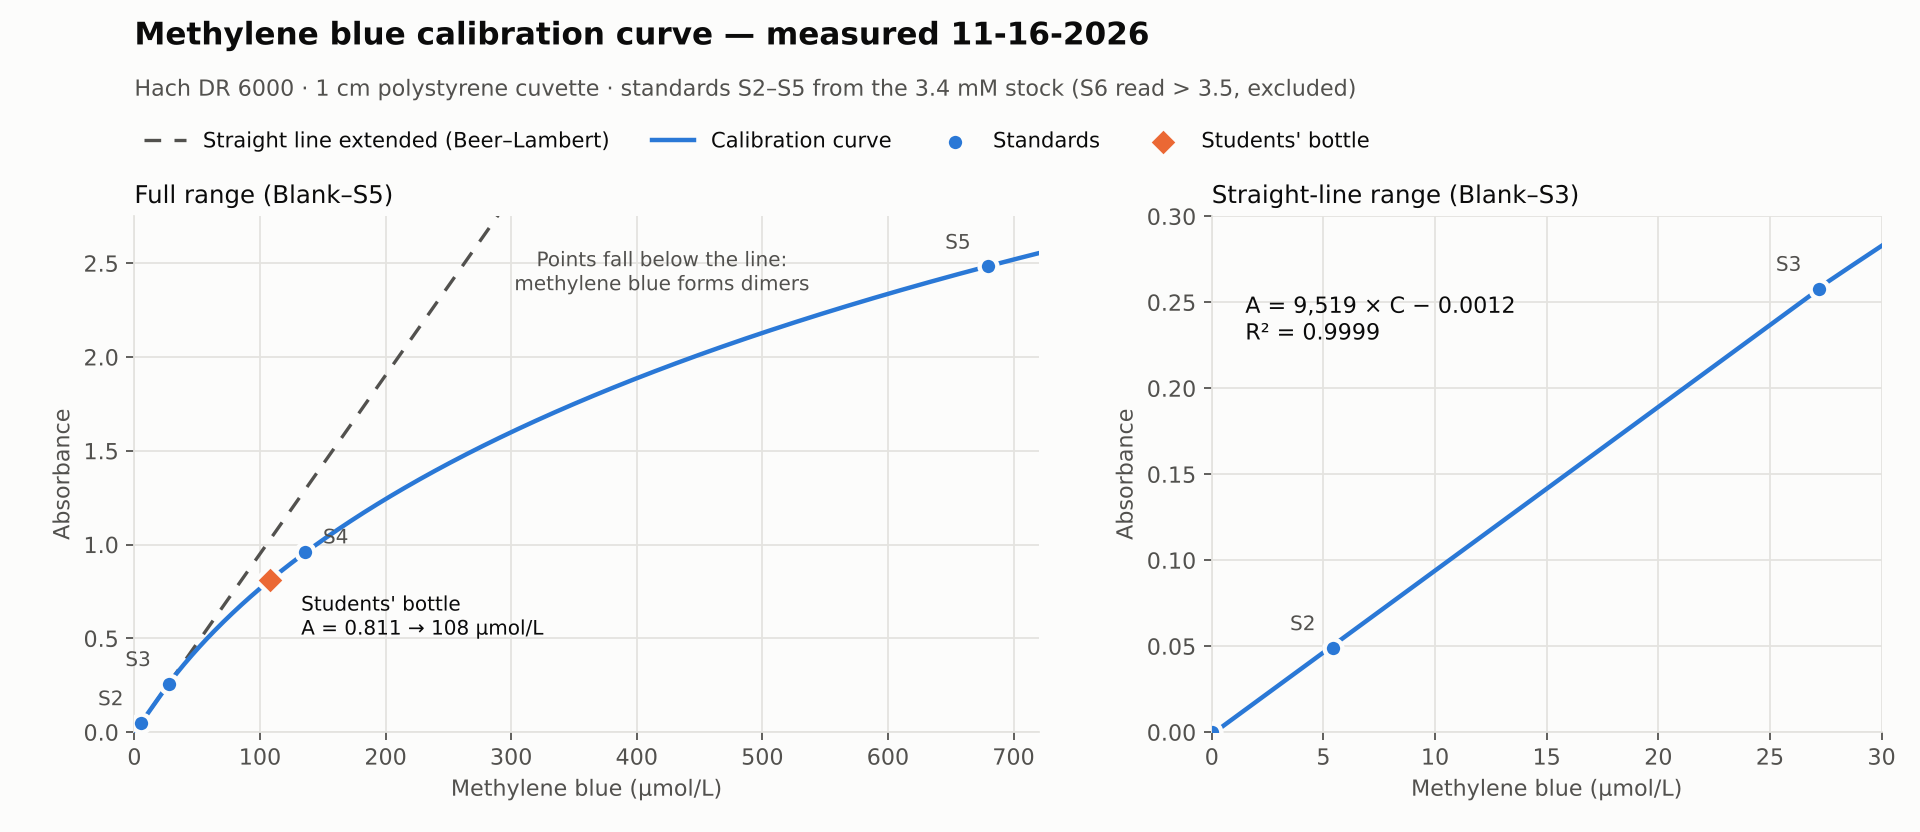 Methylene blue calibration curve — measured 11-16-2026
Hach DR 6000 · 1 cm polystyrene cuvette · standards S2–S5 from the 3.4 mM stock (S6 read > 3.5, excluded)
Straight line extended (Beer–Lambert)
Calibration curve
Standards
Students' bottle
Full range (Blank–S5)
2.5
2.0
1.5
1.0
0.5
0.0
Absorbance
S5
Points fall below the line:
methylene blue forms dimers
S4
Students' bottle
A = 0.811 → 108 µmol/L
S3
S2
0
100
200
300
400
500
600
700
Methylene blue (µmol/L)
Straight-line range (Blank–S3)
0.30
0.25
0.20
0.15
0.10
0.05
0.00
Absorbance
S3
A = 9,519 × C − 0.0012
R² = 0.9999
S2
0
5
10
15
20
25
30
Methylene blue (µmol/L)